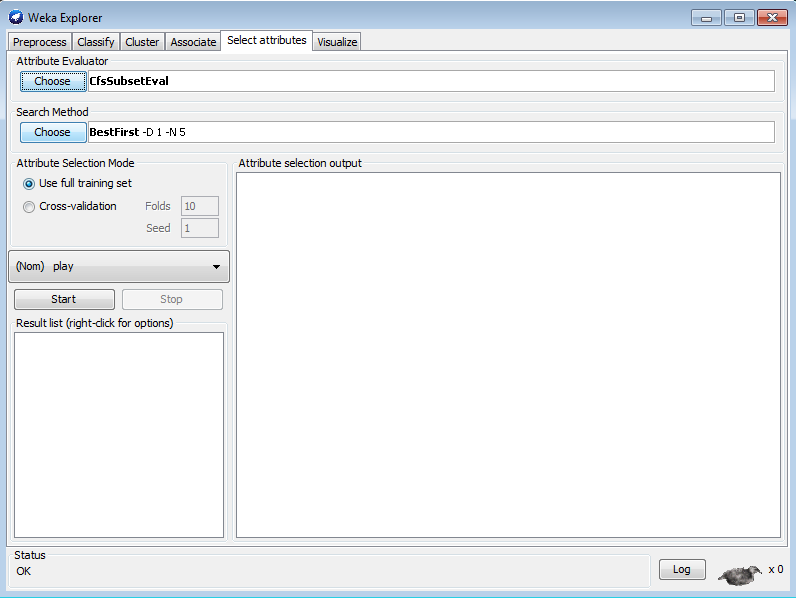 Weka Explorer
Preprocess Classify Cluster Associate Select attributes Visualize
Attribute Evaluator
Choose CfsSubsetEval
Search Method
Choose BestFirst -D 1 -N 5
Attribute Selection Mode
Use full training set
Cross-validation Folds 10
Seed 1
(Nom) play
Start Stop
Result list (right-click for options)
Attribute selection output
Status
OK
Log x 0